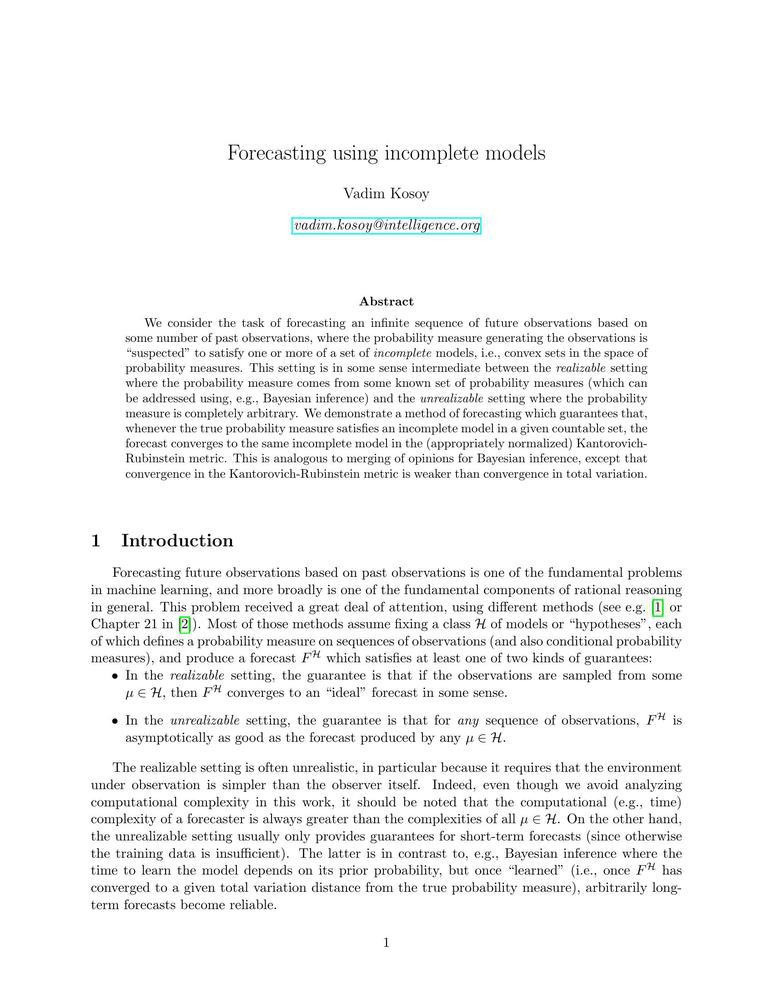 Forecasting using incomplete models
Vadim Kosoy
vadim.kosoy@intelligence.org
Abstract
We consider the task of forecasting an infinite sequence of future observations based on
some number of past observations, where the probability measure generating the observations is
“suspected” to satisfy one or more of a set of incomplete models, i.e., convex sets in the space of
probability measures. This setting is in some sense intermediate between the realizable setting
where the probability measure comes from some known set of probability measures (which can
be addressed using, e.g., Bayesian inference) and the unrealizable setting where the probability
measure is completely arbitrary. We demonstrate a method of forecasting which guarantees that,
whenever the true probability measure satisfies an incomplete model in a given countable set, the
forecast converges to the same incomplete model in the (appropriately normalized) Kantorovich-
Rubinstein metric. This is analogous to merging of opinions for Bayesian inference, except that
convergence in the Kantorovich-Rubinstein metric is weaker than convergence in total variation.
1 Introduction
Forecasting future observations based on past observations is one of the fundamental problems
in machine learning, and more broadly is one of the fundamental components of rational reasoning
in general. This problem received a great deal of attention, using different methods (see e.g. [1] or
Chapter 21 in [2]). Most of those methods assume fixing a class ℋ of models or “hypotheses”, each
of which defines a probability measure on sequences of observations (and also conditional probability
measures), and produce a forecast F^ℋ which satisfies at least one of two kinds of guarantees:
• In the realizable setting, the guarantee is that if the observations are sampled from some
μ ∈ ℋ, then F^ℋ converges to an “ideal” forecast in some sense.
• In the unrealizable setting, the guarantee is that for any sequence of observations, F^ℋ is
asymptotically as good as the forecast produced by any μ ∈ ℋ.
The realizable setting is often unrealistic, in particular because it requires that the environment
under observation is simpler than the observer itself. Indeed, even though we avoid analyzing
computational complexity in this work, it should be noted that the computational (e.g., time)
complexity of a forecaster is always greater than the complexities of all μ ∈ ℋ. On the other hand,
the unrealizable setting usually only provides guarantees for short-term forecasts (since otherwise
the training data is insufficient). The latter is in contrast to, e.g., Bayesian inference where the
time to learn the model depends on its prior probability, but once “learned” (i.e., once F^ℋ has
converged to a given total variation distance from the true probability measure), arbitrarily long-
term forecasts become reliable.
1